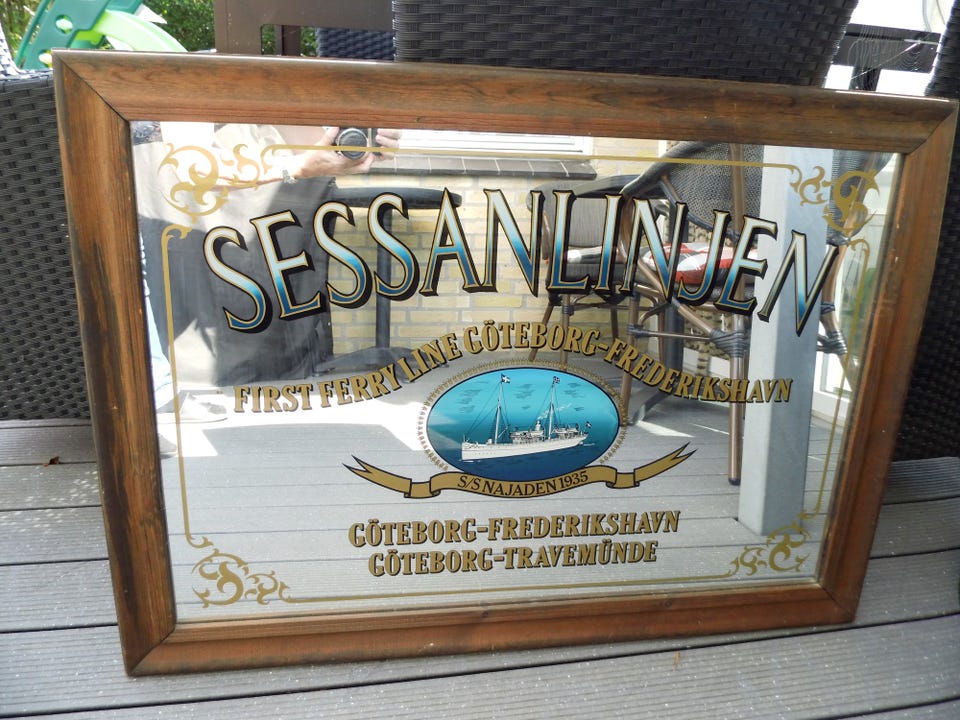 SESSANLINJEN
FIRST FERRY LINE GÖTEBORG-FREDERIKSHAVN
S/S NAJADEN 1935
GÖTEBORG-FREDERIKSHAVN
GÖTEBORG-TRAVEMÜNDE